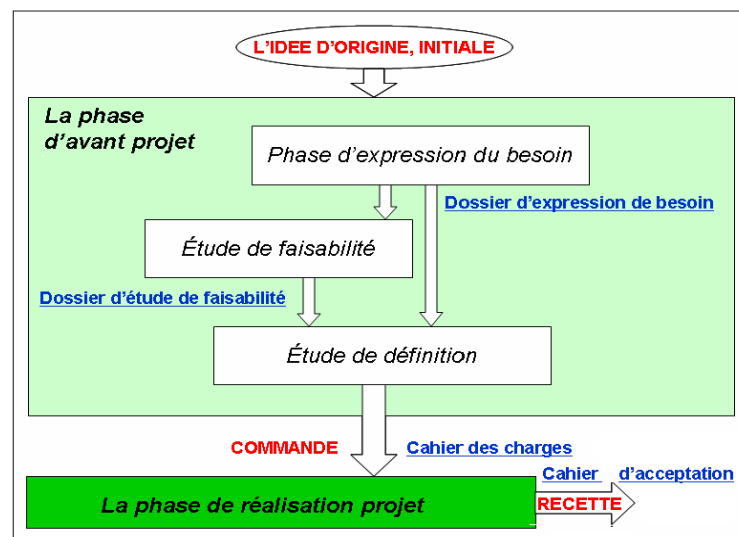 L'IDEE D'ORIGINE, INITIALE
La phase
d'avant projet
Phase d'expression du besoin
Dossier d'expression de besoin
Étude de faisabilité
Dossier d'étude de faisabilité
Étude de définition
COMMANDE
Cahier des charges
Cahier d'acceptation
La phase de réalisation projet
RECETTE